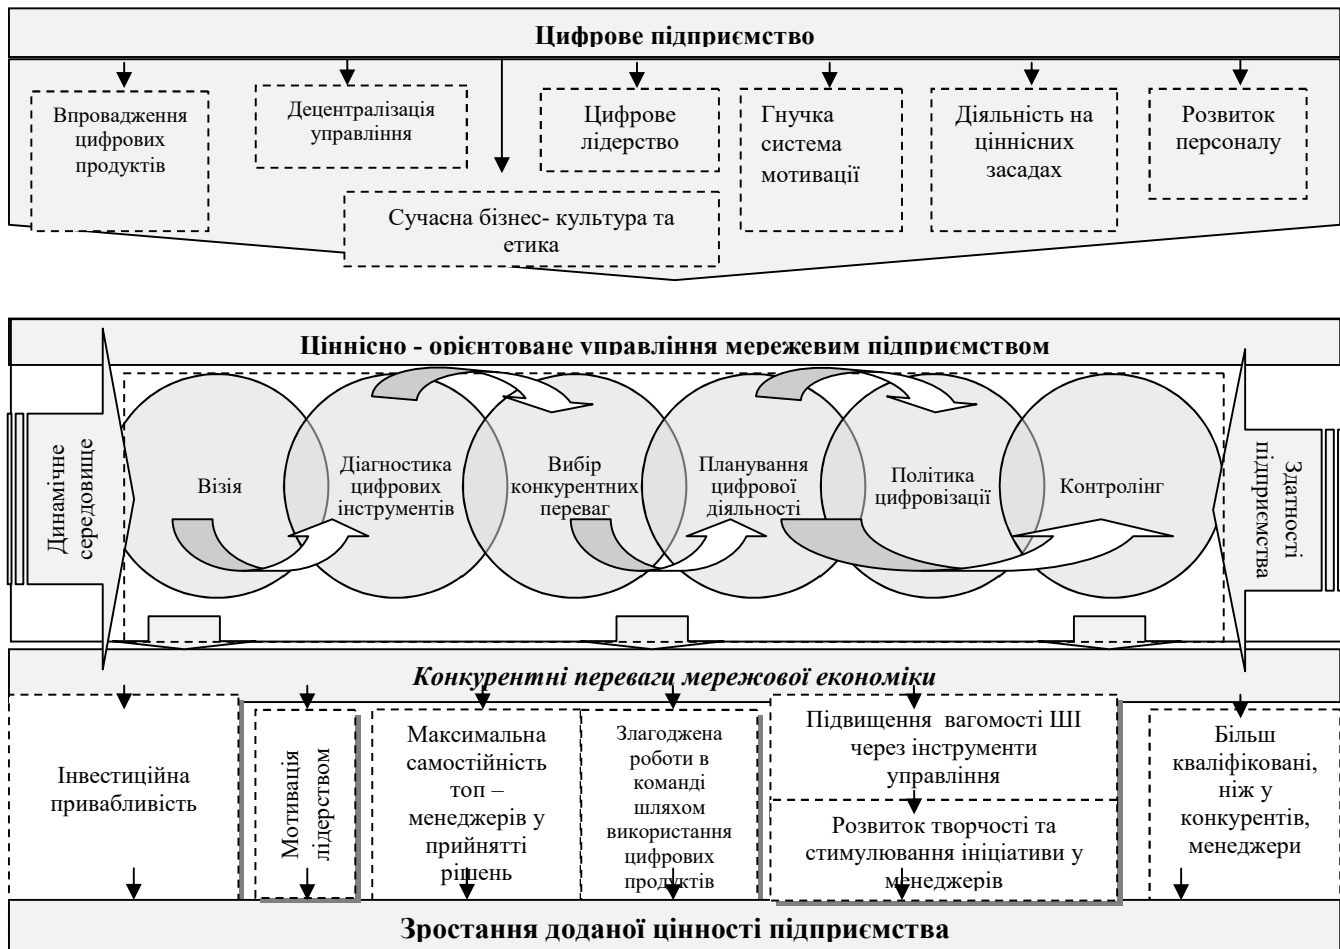 Цифрове підприємство
Впровадження
цифрових
продуктів
Децентралізація
управління
Цифрове
лідерство
Гнучка
система
мотивації
Діяльність на
ціннісних
засадах
Розвиток
персоналу
Сучасна бізнес- культура та
етика
Ціннісно - орієнтоване управління мережевим підприємством
Динамічне
середовище
Візія
Діагностика
цифрових
інструментів
Вибір
конкурентних
переваг
Планування
цифрової
діяльності
Політика
цифровізації
Контролінг
Здатності
підприємства
Конкурентні переваги мережової економіки
Інвестиційна
привабливість
Мотивація
лідерством
Максимальна
самостійність
топ –
менеджерів у
прийнятті
рішень
Злагоджена
роботи в
команді
шляхом
використання
цифрових
продуктів
Підвищення вагомості ШІ
через інструменти
управління
Розвиток творчості та
стимулювання ініціативи у
менеджерів
Більш
кваліфіковані,
ніж у
конкурентів,
менеджери
Зростання доданої цінності підприємства